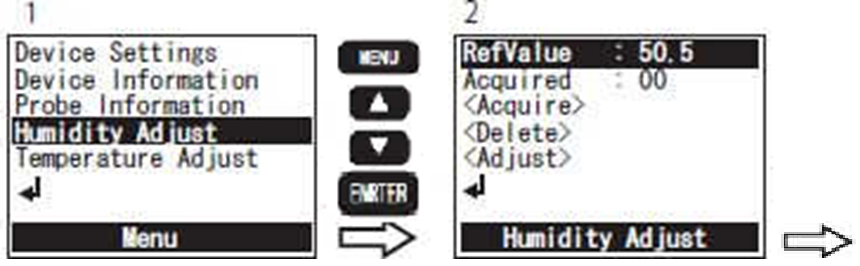 1
Device Settings
Device Information
Probe Information
Humidity Adjust
Temperature Adjust
Menu
MENU
ENRTFR
2
RefValue : 50.5
Acquired : 00
<Acquire>
<Delete>
<Adjust>
Humidity Adjust